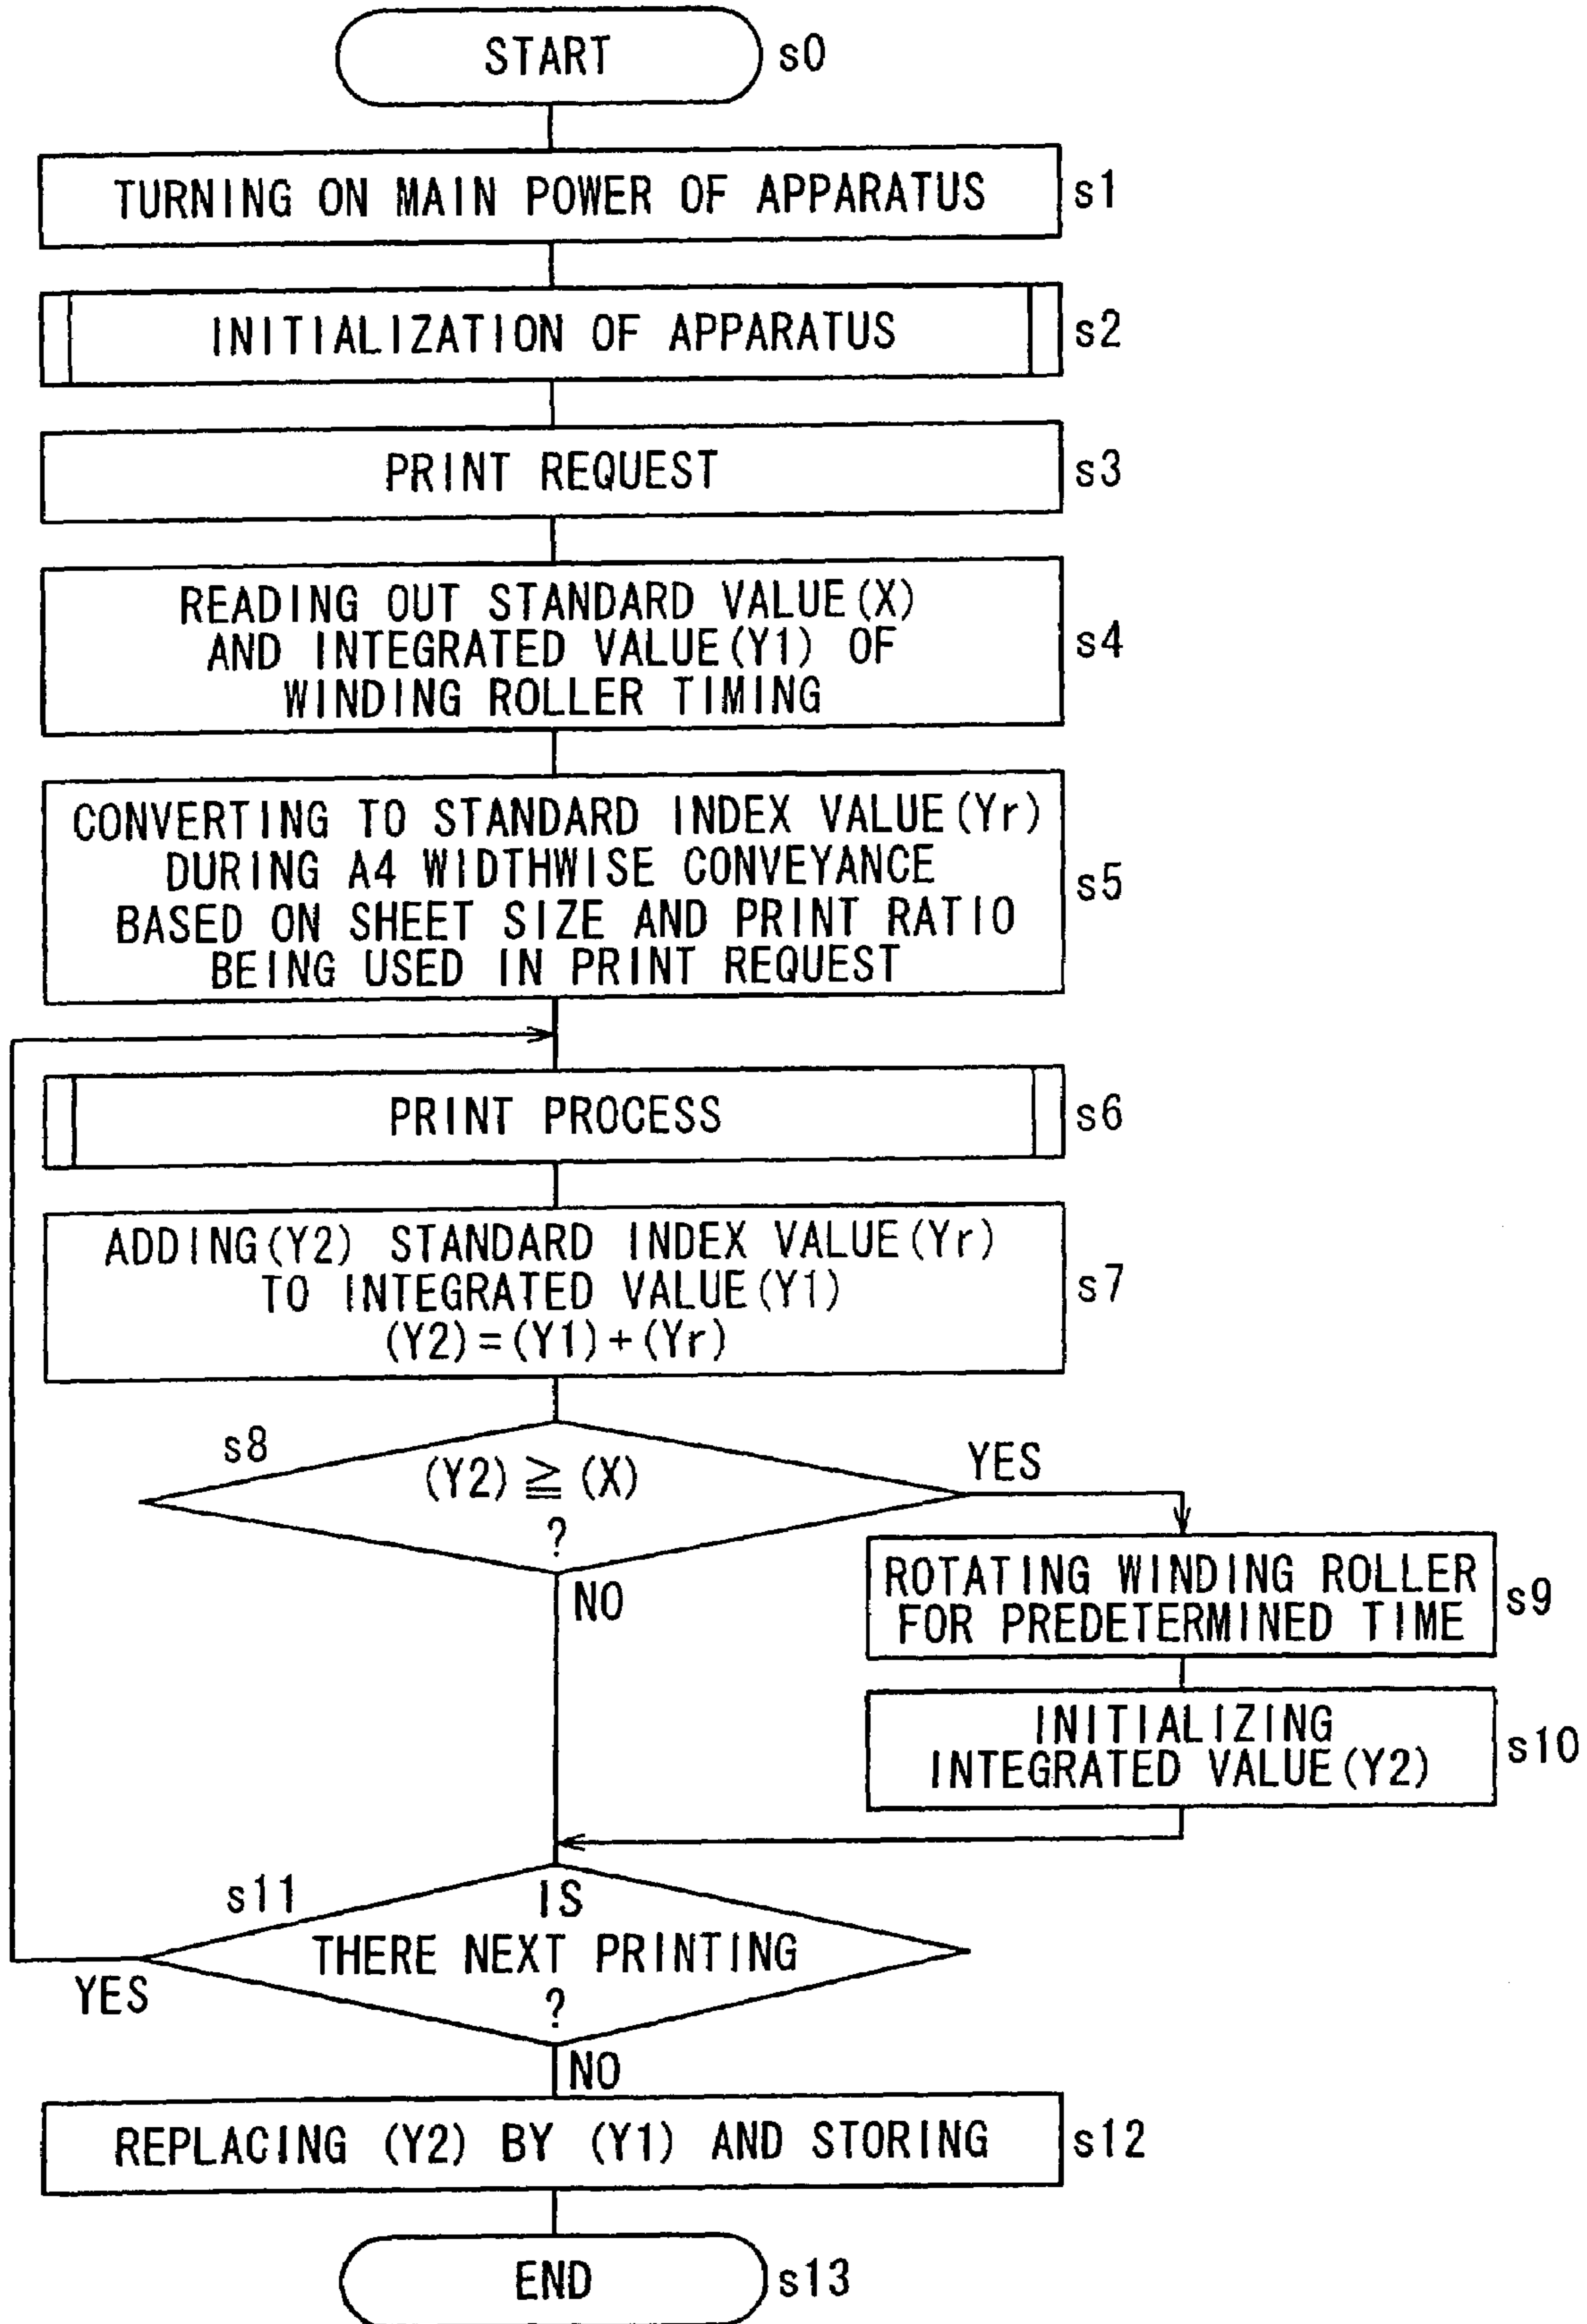 START
s0
TURNING ON MAIN POWER OF APPARATUS
s1
INITIALIZATION OF APPARATUS
s2
PRINT REQUEST
s3
READING OUT STANDARD VALUE(X)
AND INTEGRATED VALUE(Y1) OF
WINDING ROLLER TIMING
s4
CONVERTING TO STANDARD INDEX VALUE(Yr)
DURING A4 WIDTHWISE CONVEYANCE
BASED ON SHEET SIZE AND PRINT RATIO
BEING USED IN PRINT REQUEST
s5
PRINT PROCESS
s6
ADDING(Y2) STANDARD INDEX VALUE(Yr)
TO INTEGRATED VALUE(Y1)
(Y2)=(Y1)+(Yr)
s7
s8
(Y2)≧(X)
?
YES
NO
ROTATING WINDING ROLLER
FOR PREDETERMINED TIME
s9
INITIALIZING
INTEGRATED VALUE(Y2)
s10
s11
IS
THERE NEXT PRINTING
?
YES
NO
REPLACING (Y2) BY (Y1) AND STORING
s12
END
s13